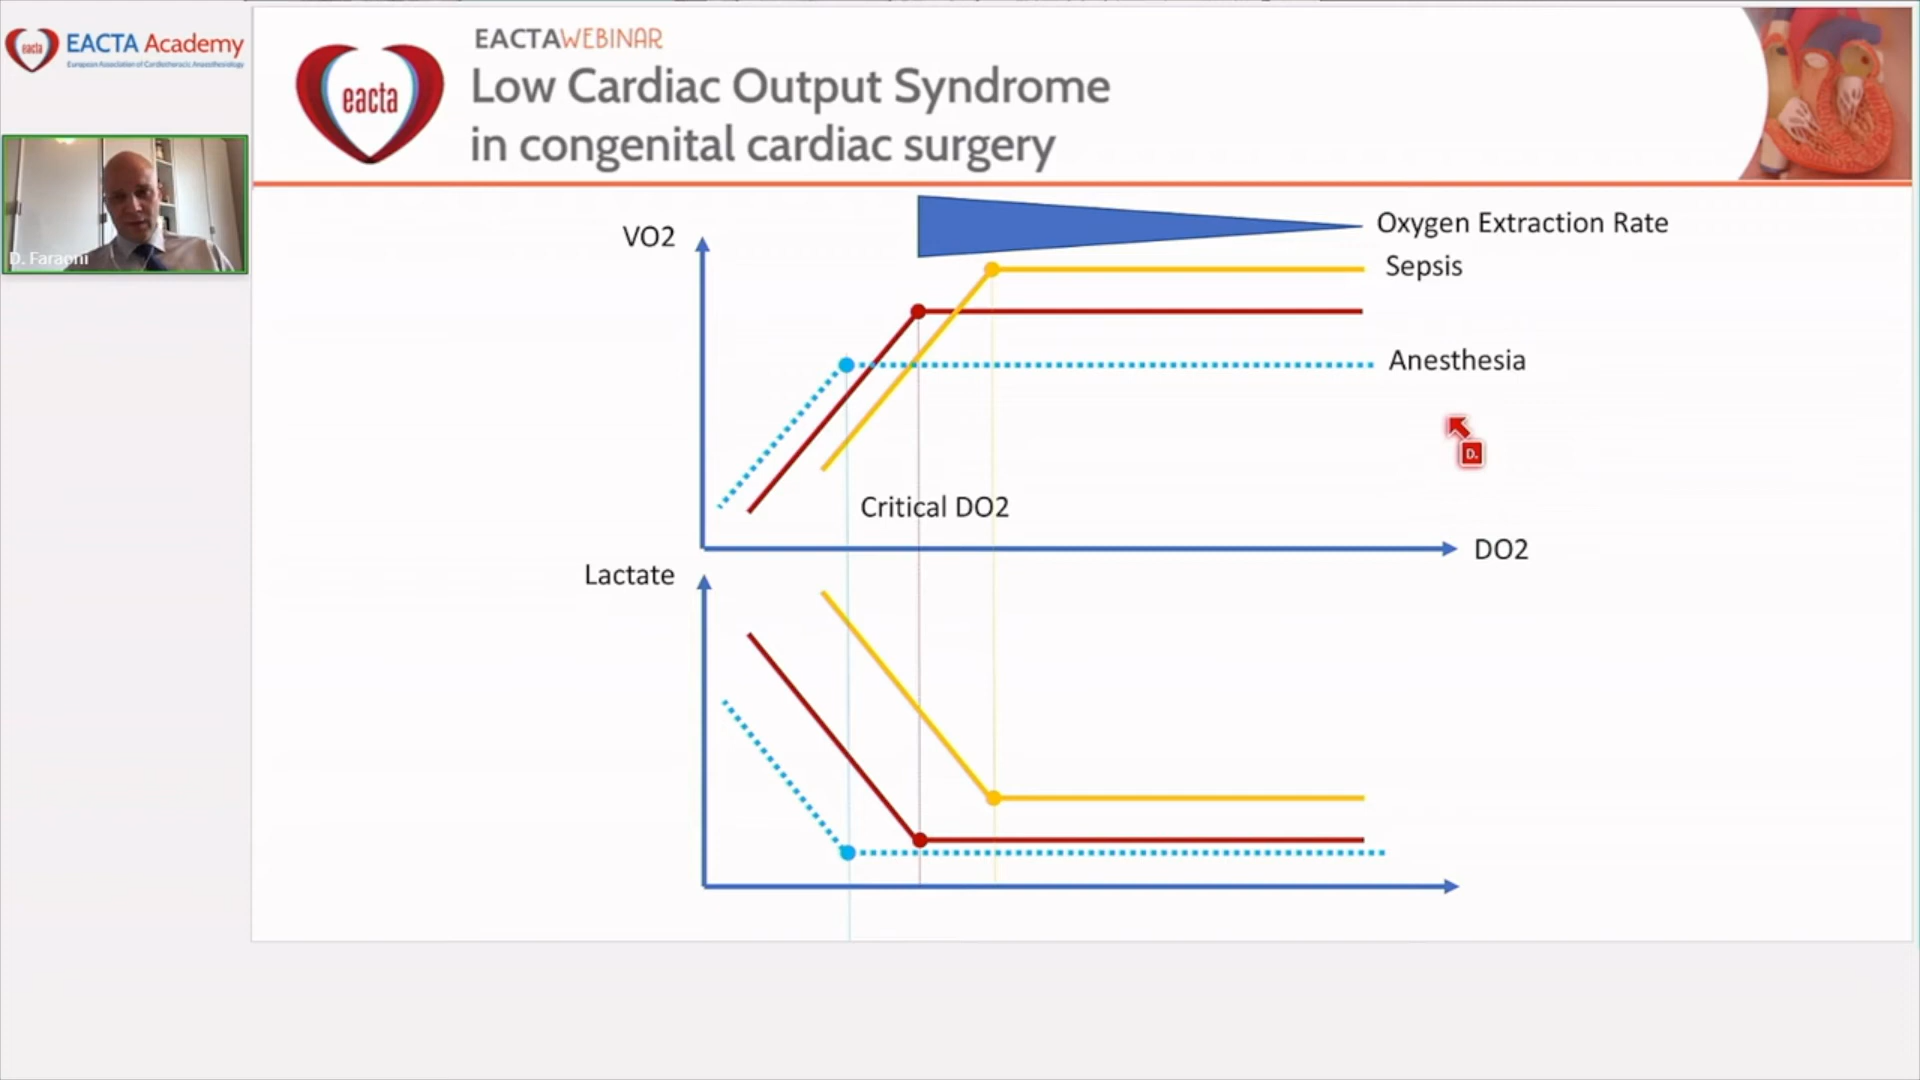 eacta
EACTA Academy
European Association of Cardiothoracic Anaesthesiology
D. Faraoni
eacta
EACTAWEBINAR
Low Cardiac Output Syndrome
in congenital cardiac surgery
VO2
Oxygen Extraction Rate
Sepsis
Anesthesia
D.
Critical DO2
DO2
Lactate